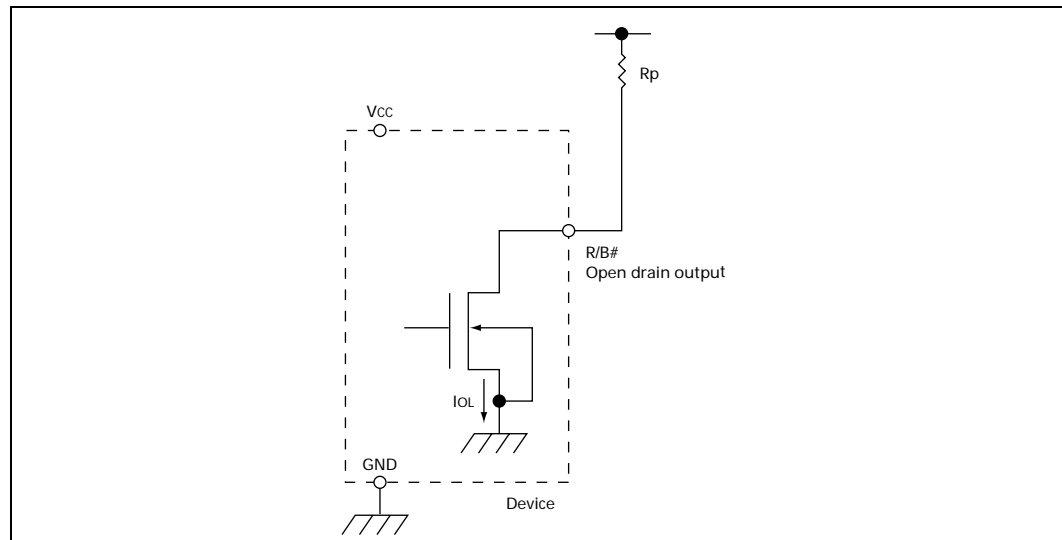 Rp
Vcc
R/B#
Open drain output
IOL
GND
Device